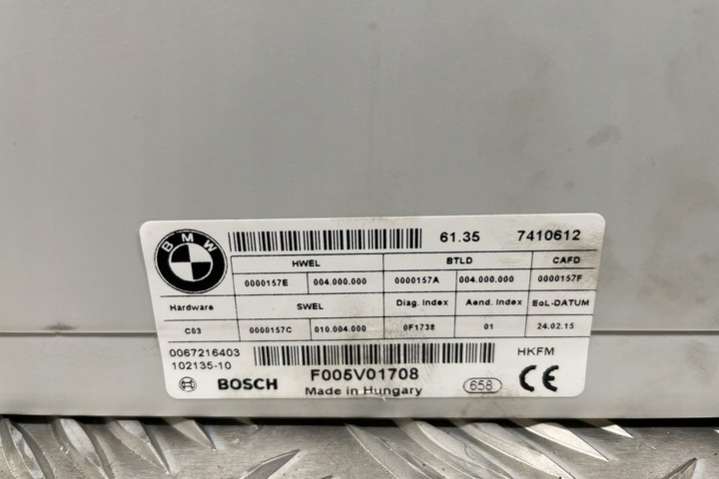 BMW
61.35 7410612
HWEL BTLD CAFD
0000157E 004.000.000 0000157A 004.000.000 0000157F
Hardware SWEL Diag. Index Aend. Index EoL-DATUM
C03 0000157C 010.004.000 0F173E 01 24.02.15
0067216403 HKFM
102135-10 F005V01708
BOSCH Made in Hungary 658 CE